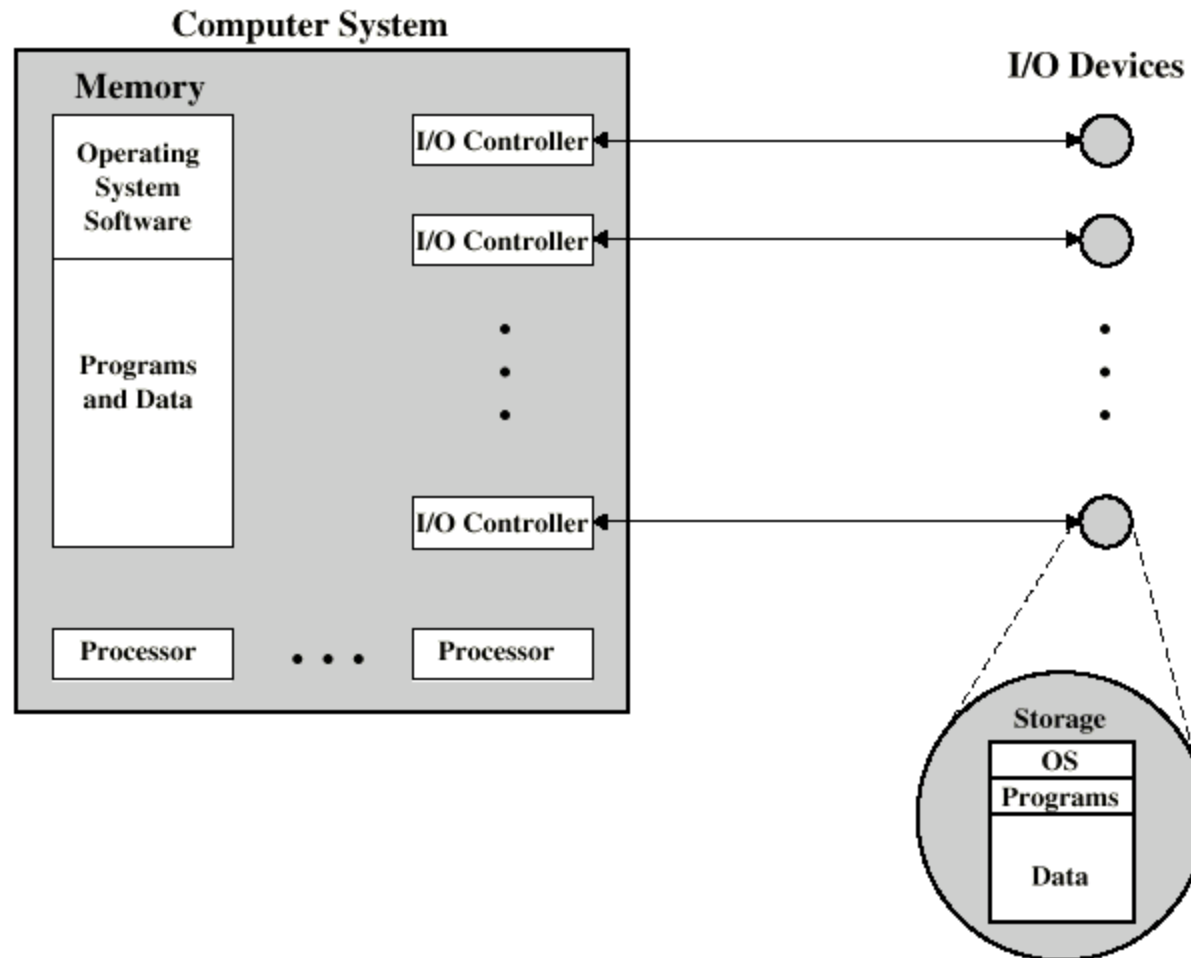 Computer System
I/O Devices
Memory
Operating
System
Software
Programs
and Data
I/O Controller
I/O Controller
I/O Controller
Processor
Processor
Storage
OS
Programs
Data